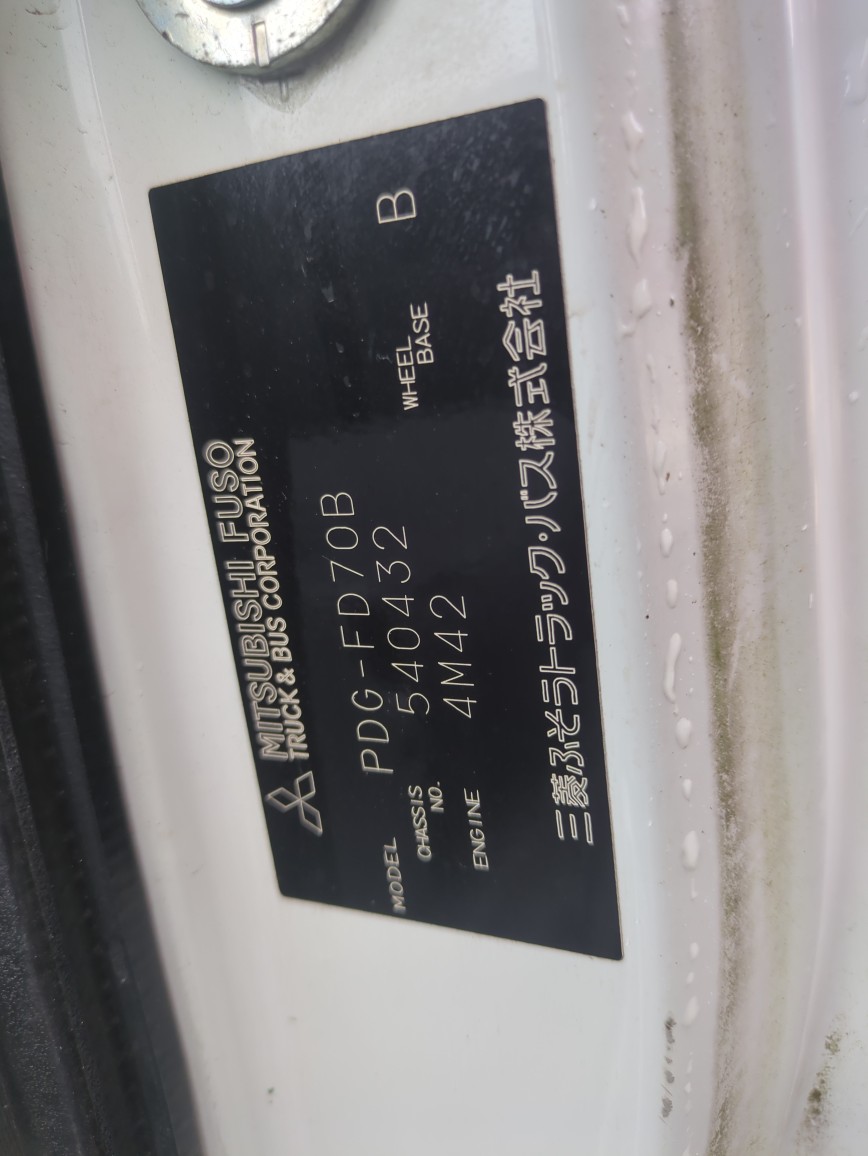 MITSUBISHI FUSO
TRUCK & BUS CORPORATION
MODEL PDG-FD70B
CHASSIS NO. 540432 WHEEL BASE B
ENGINE 4M42
三菱ふそうトラック・バス株式会社